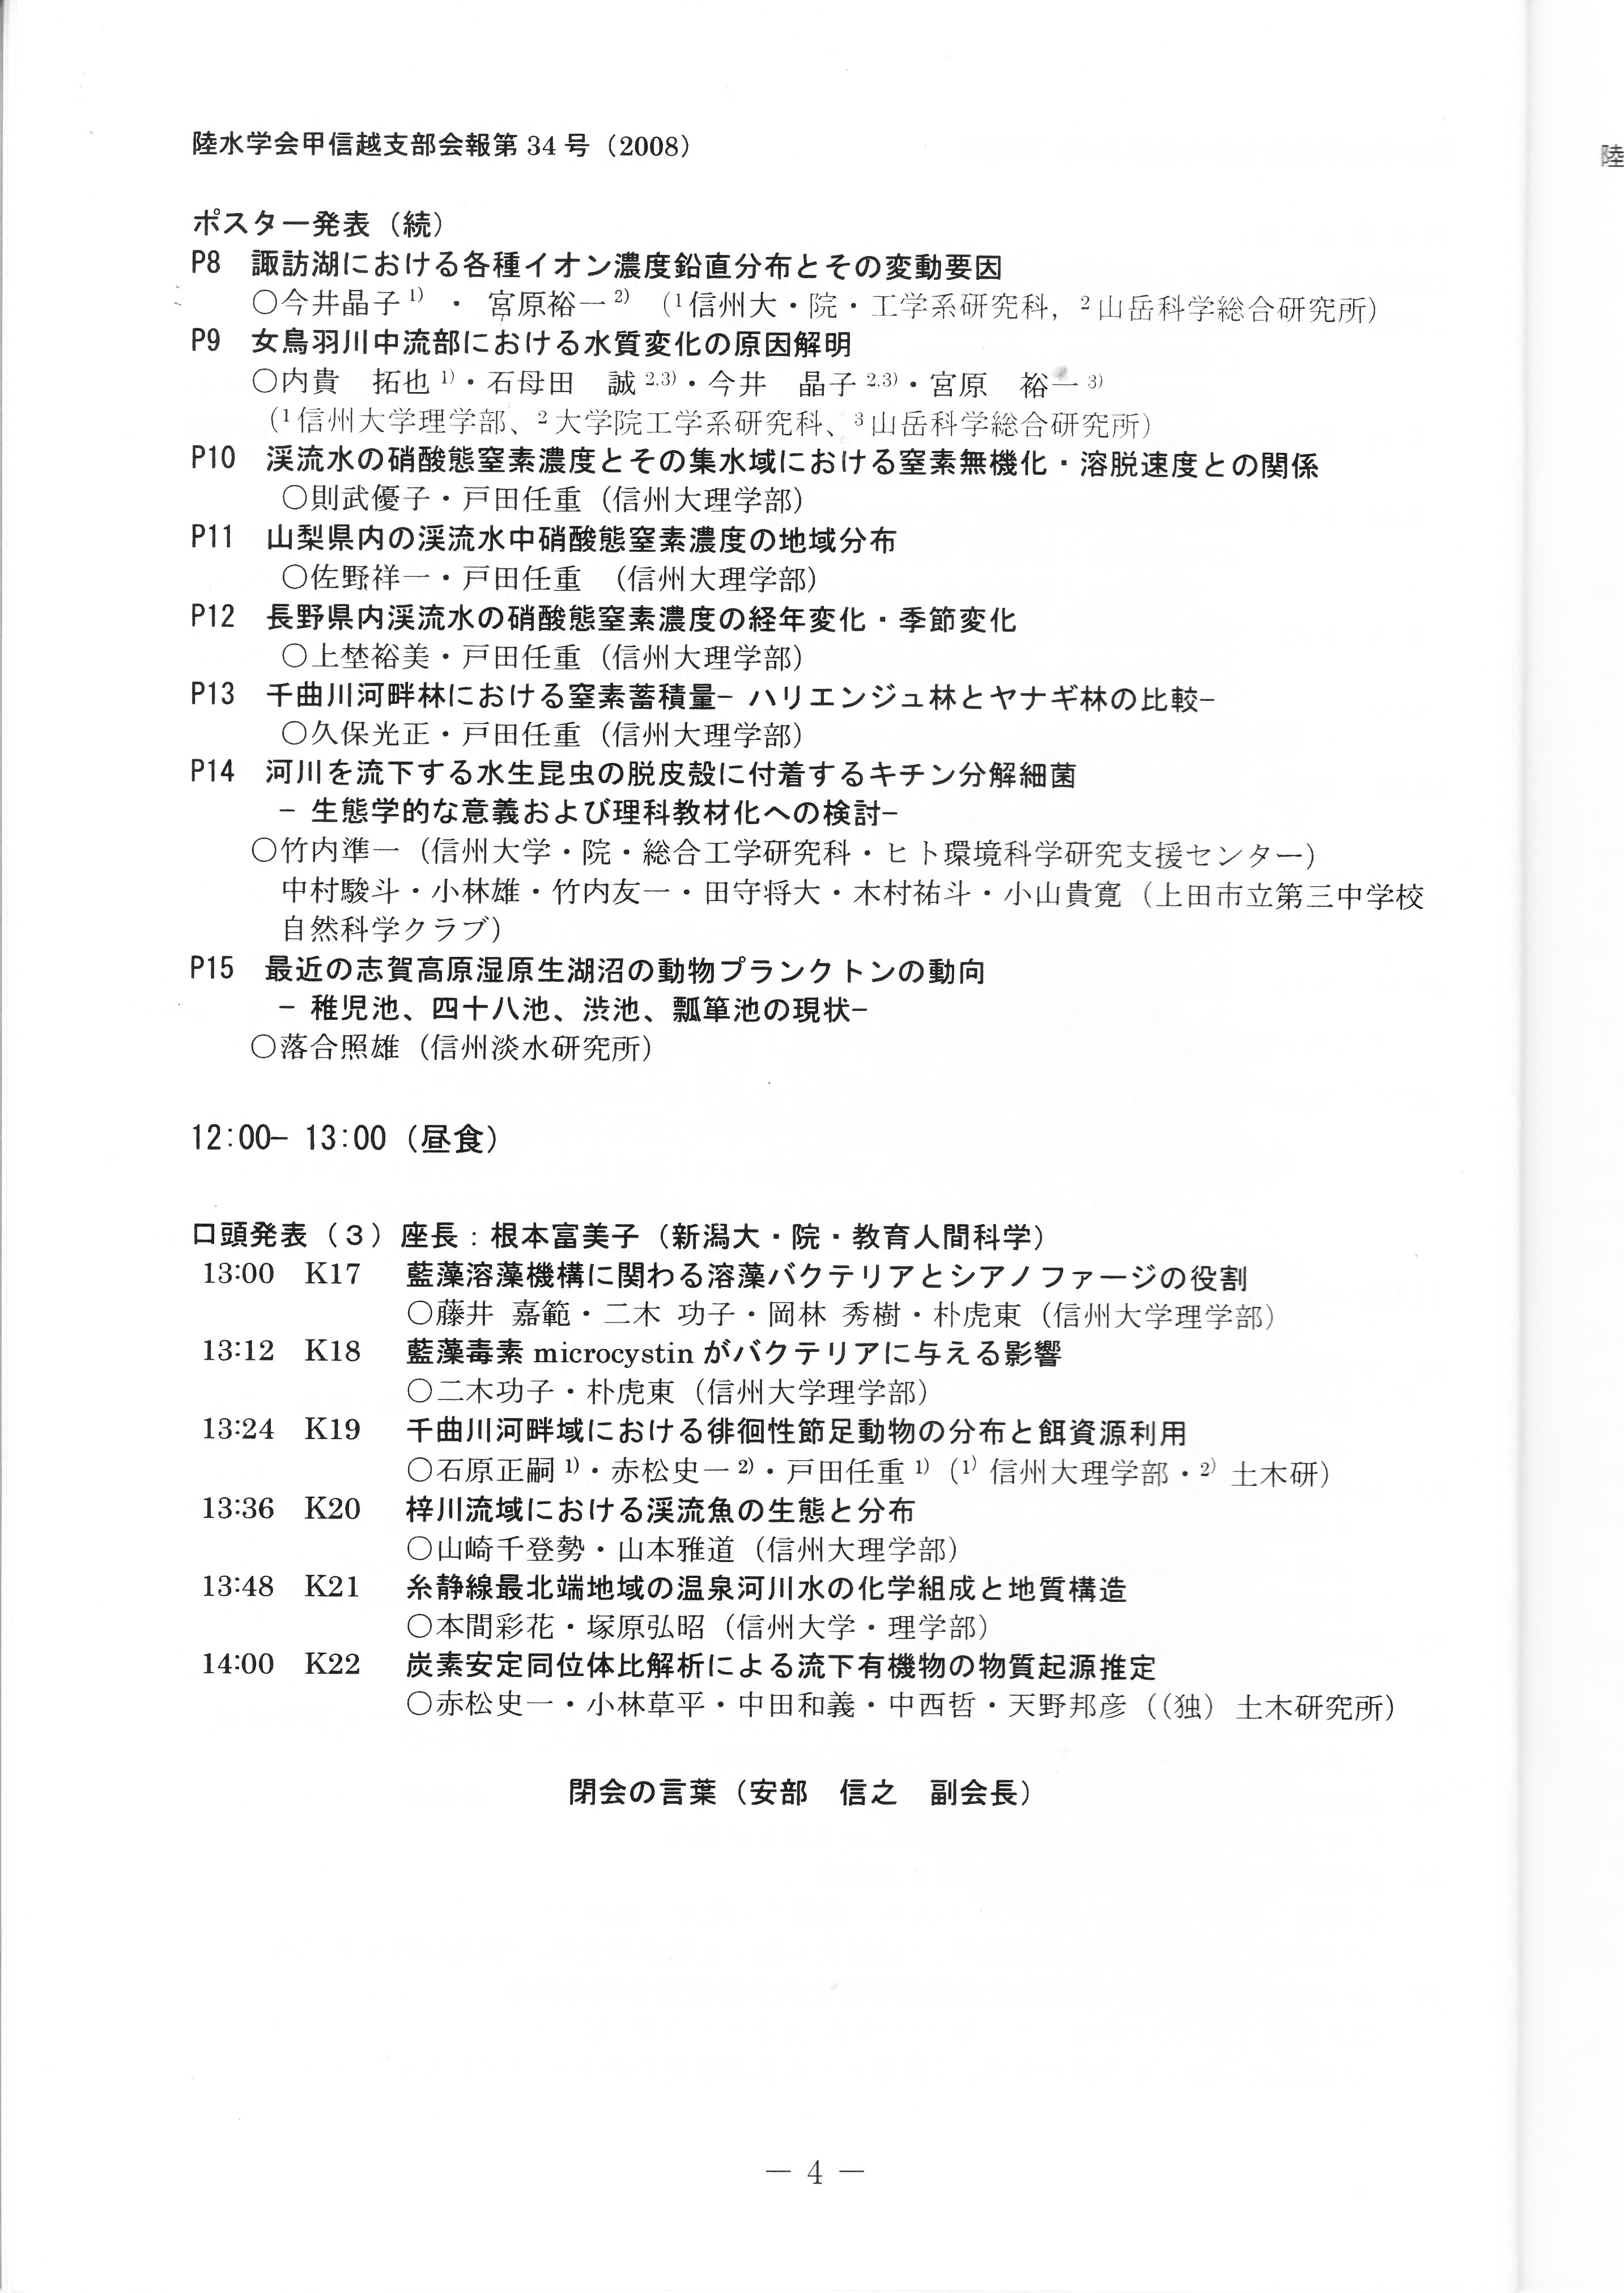 陸水学会甲信越支部会報第 34 号（2008）
陸
ポスター発表（続）
P8　諏訪湖における各種イオン濃度鉛直分布とその変動要因
○今井晶子 1) ・ 宮原裕一 2) （1 信州大・院・工学系研究科，2 山岳科学総合研究所）
P9　女鳥羽川中流部における水質変化の原因解明
○内貴　拓也 1)・石母田　誠 2.3)・今井　晶子 2.3)・宮原　裕一 3)
（1 信州大学理学部、2 大学院工学系研究科、3 山岳科学総合研究所）
P10　渓流水の硝酸態窒素濃度とその集水域における窒素無機化・溶脱速度との関係
○則武優子・戸田任重（信州大理学部）
P11　山梨県内の渓流水中硝酸態窒素濃度の地域分布
○佐野祥一・戸田任重　（信州大理学部）
P12　長野県内渓流水の硝酸態窒素濃度の経年変化・季節変化
○上埜裕美・戸田任重（信州大理学部）
P13　千曲川河畔林における窒素蓄積量− ハリエンジュ林とヤナギ林の比較−
○久保光正・戸田任重（信州大理学部）
P14　河川を流下する水生昆虫の脱皮殻に付着するキチン分解細菌
− 生態学的な意義および理科教材化への検討−
○竹内準一（信州大学・院・総合工学研究科・ヒト環境科学研究支援センター）
中村駿斗・小林雄・竹内友一・田守将大・木村祐斗・小山貴寛（上田市立第三中学校
自然科学クラブ）
P15　最近の志賀高原湿原生湖沼の動物プランクトンの動向
− 稚児池、四十八池、渋池、瓢箪池の現状−
○落合照雄（信州淡水研究所）
12:00− 13:00（昼食）
口頭発表（３）座長：根本富美子（新潟大・院・教育人間科学）
13:00　K17　藍藻溶藻機構に関わる溶藻バクテリアとシアノファージの役割
○藤井 嘉範・二木 功子・岡林 秀樹・朴虎東（信州大学理学部）
13:12　K18　藍藻毒素 microcystin がバクテリアに与える影響
○二木功子・朴虎東（信州大学理学部）
13:24　K19　千曲川河畔域における徘徊性節足動物の分布と餌資源利用
○石原正嗣 1)・赤松史一 2)・戸田任重 1)（1) 信州大理学部・2) 土木研）
13:36　K20　梓川流域における渓流魚の生態と分布
○山崎千登勢・山本雅道（信州大理学部）
13:48　K21　糸静線最北端地域の温泉河川水の化学組成と地質構造
○本間彩花・塚原弘昭（信州大学・理学部）
14:00　K22　炭素安定同位体比解析による流下有機物の物質起源推定
○赤松史一・小林草平・中田和義・中西哲・天野邦彦（（独）土木研究所）
閉会の言葉（安部　信之　副会長）
― 4 ―